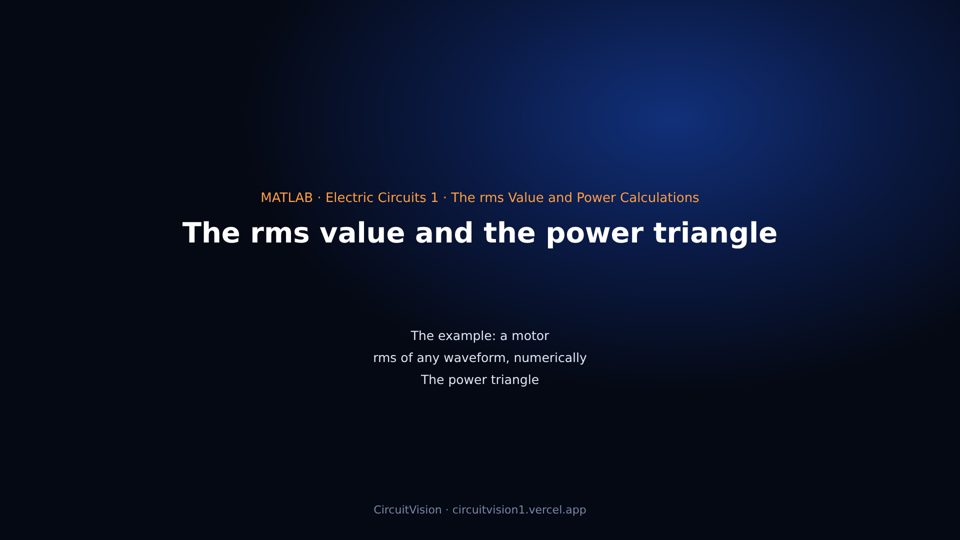 MATLAB · Electric Circuits 1 · The rms Value and Power Calculations
The rms value and the power triangle
The example: a motor
rms of any waveform, numerically
The power triangle
CircuitVision · circuitvision1.vercel.app